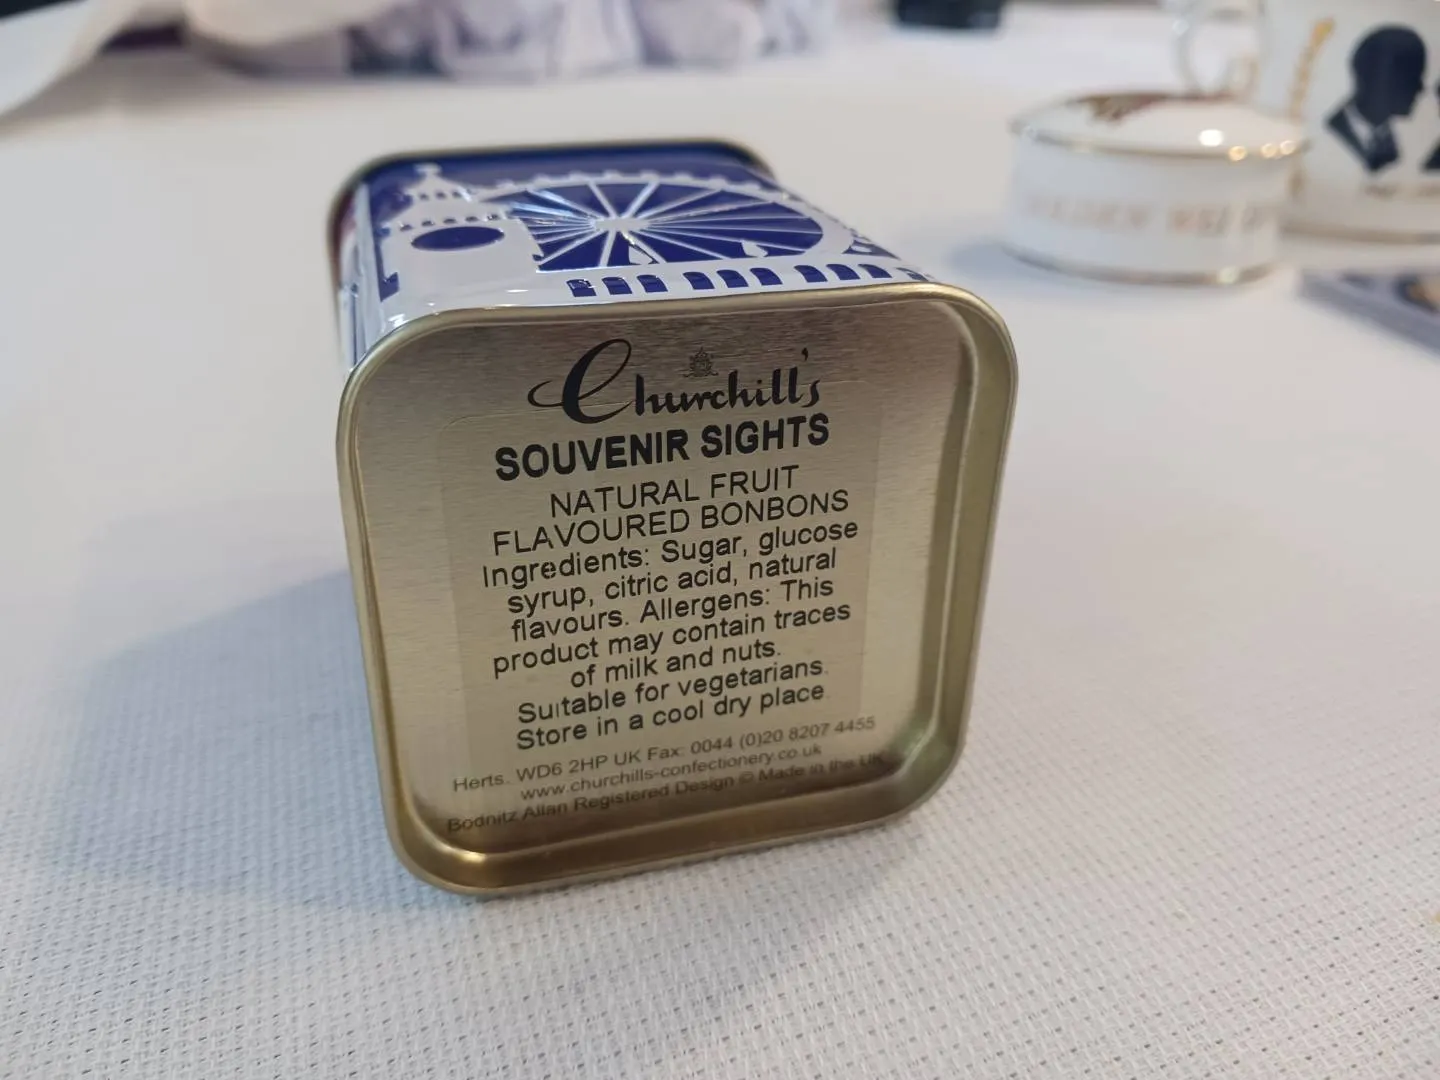 Churchill's
SOUVENIR SIGHTS
NATURAL FRUIT
FLAVOURED BONBONS
Ingredients: Sugar, glucose
syrup, citric acid, natural
flavours. Allergens: This
product may contain traces
of milk and nuts.
Suitable for vegetarians.
Store in a cool dry place.
Herts. WD6 2HP UK Fax: 0044 (0)20 8207 4455
www.churchills-confectionery.co.uk
Bodnitz Allan Registered Design © Made in the UK